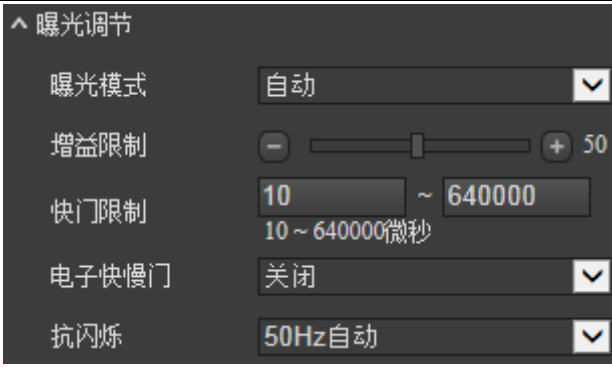 曝光调节
曝光模式 自动
增益限制 50
快门限制 10 ~ 640000
10 ~ 640000微秒
电子快慢门 关闭
抗闪烁 50Hz自动